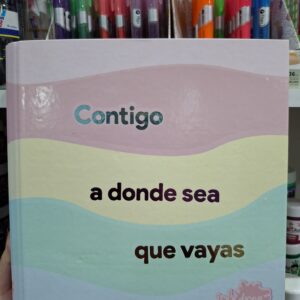 Contigo
a donde sea
que vayas